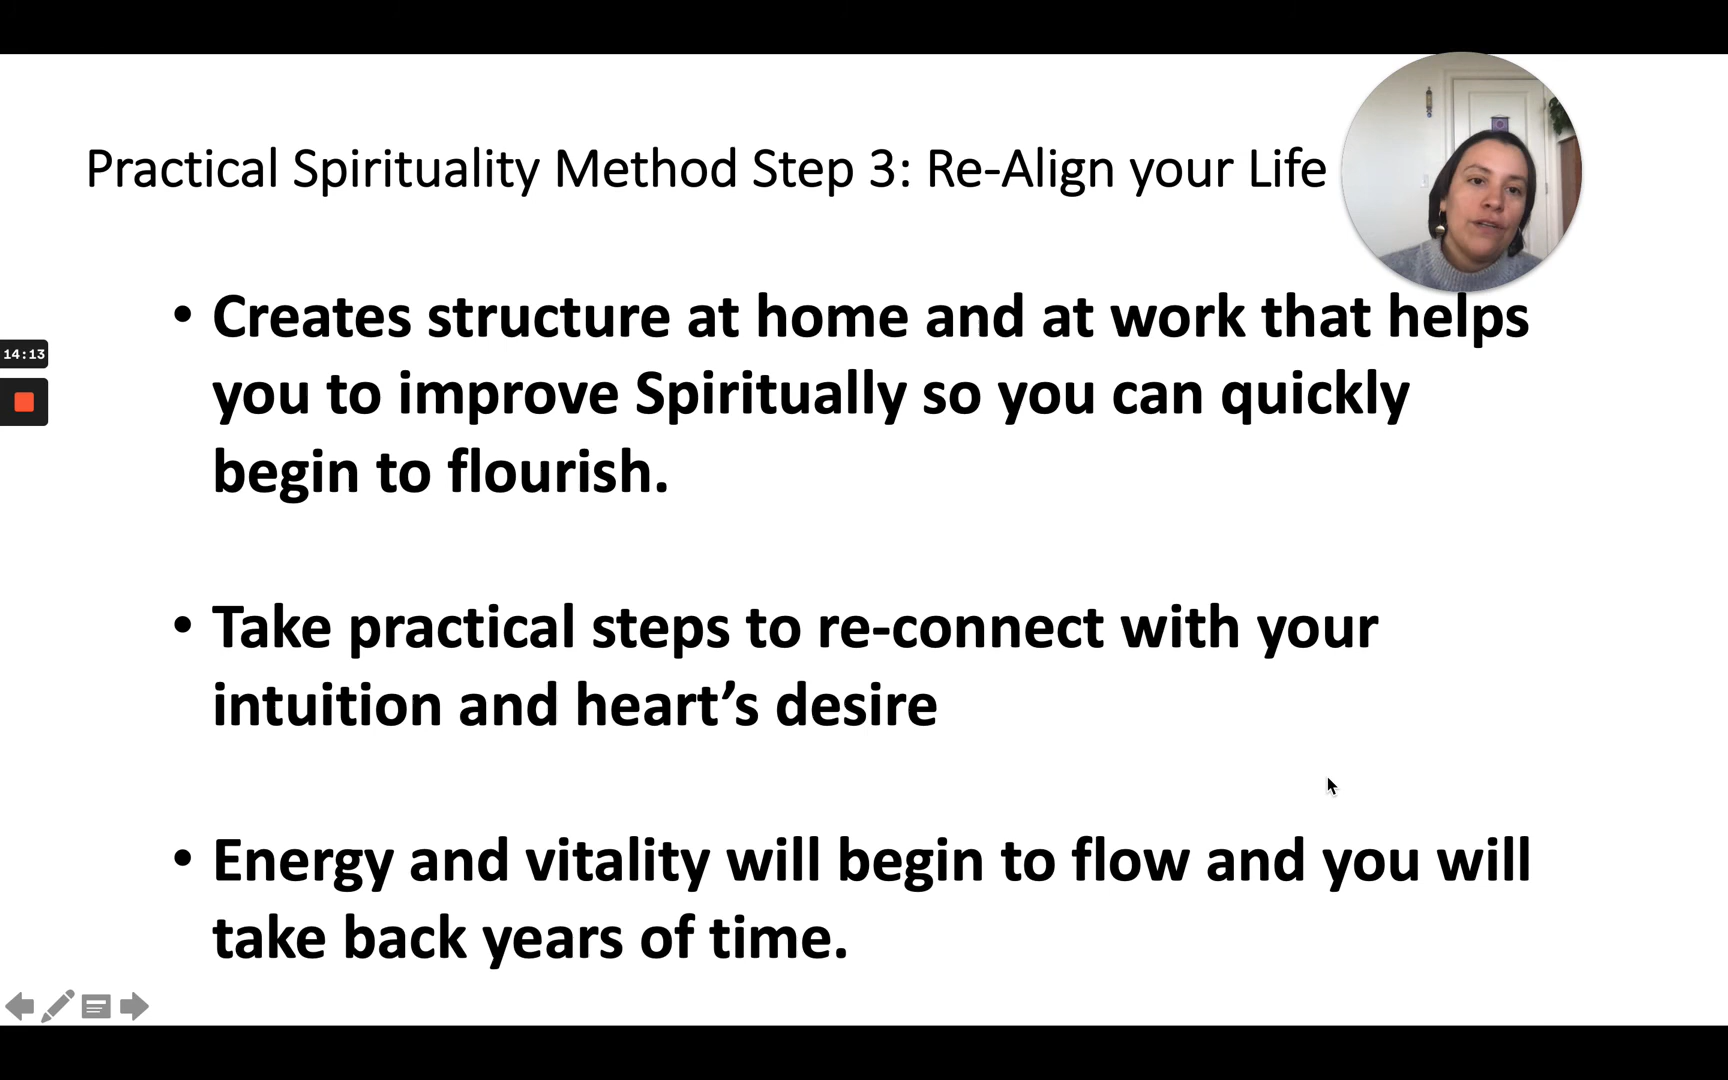 Practical Spirituality Method Step 3: Re-Align your Life
• Creates structure at home and at work that helps
you to improve Spiritually so you can quickly
begin to flourish.
14:13
• Take practical steps to re-connect with your
intuition and heart’s desire
• Energy and vitality will begin to flow and you will
take back years of time.